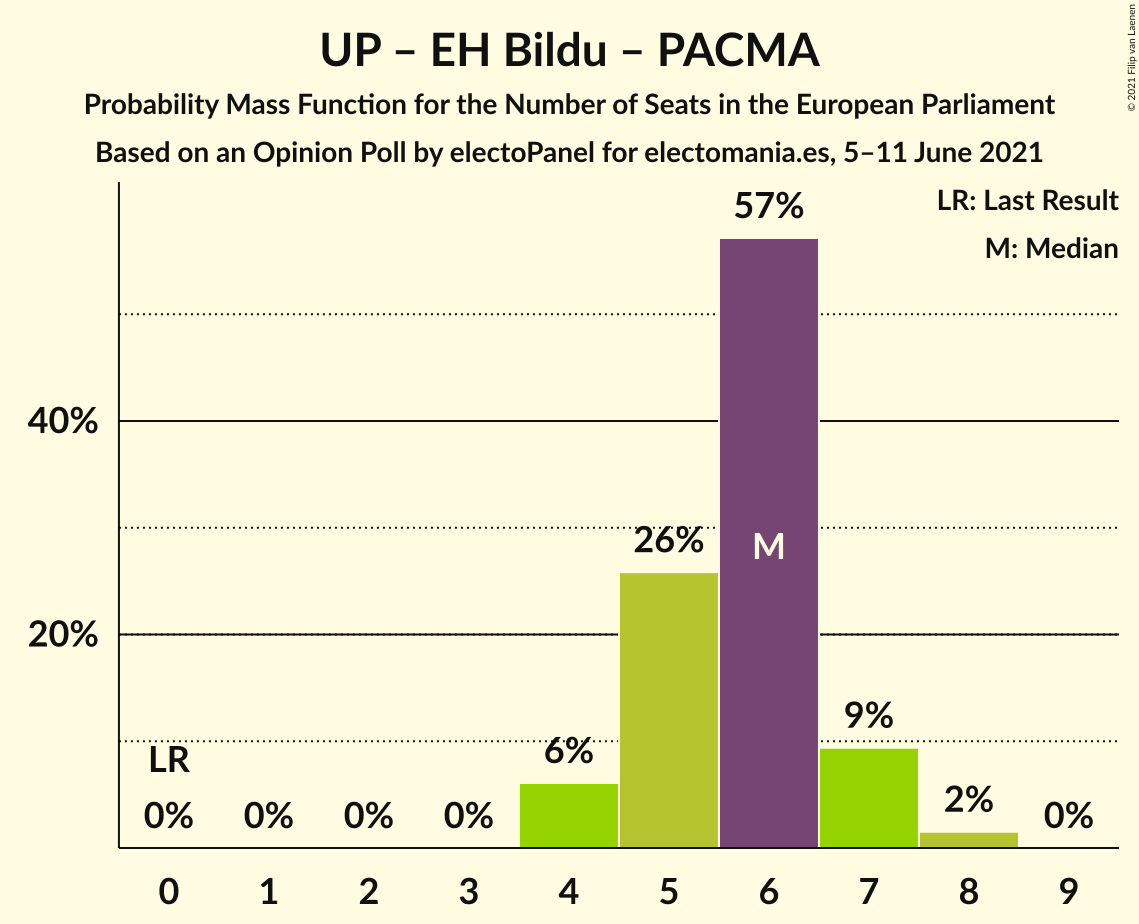 UP – EH Bildu – PACMA
Probability Mass Function for the Number of Seats in the European Parliament
Based on an Opinion Poll by electoPanel for electomania.es, 5–11 June 2021
© 2021 Filip van Laenen
LR: Last Result
M: Median
57%
40%
26%
M
20%
9%
6%
LR
2%
0%
0%
0%
0%
0%
0
1
2
3
4
5
6
7
8
9